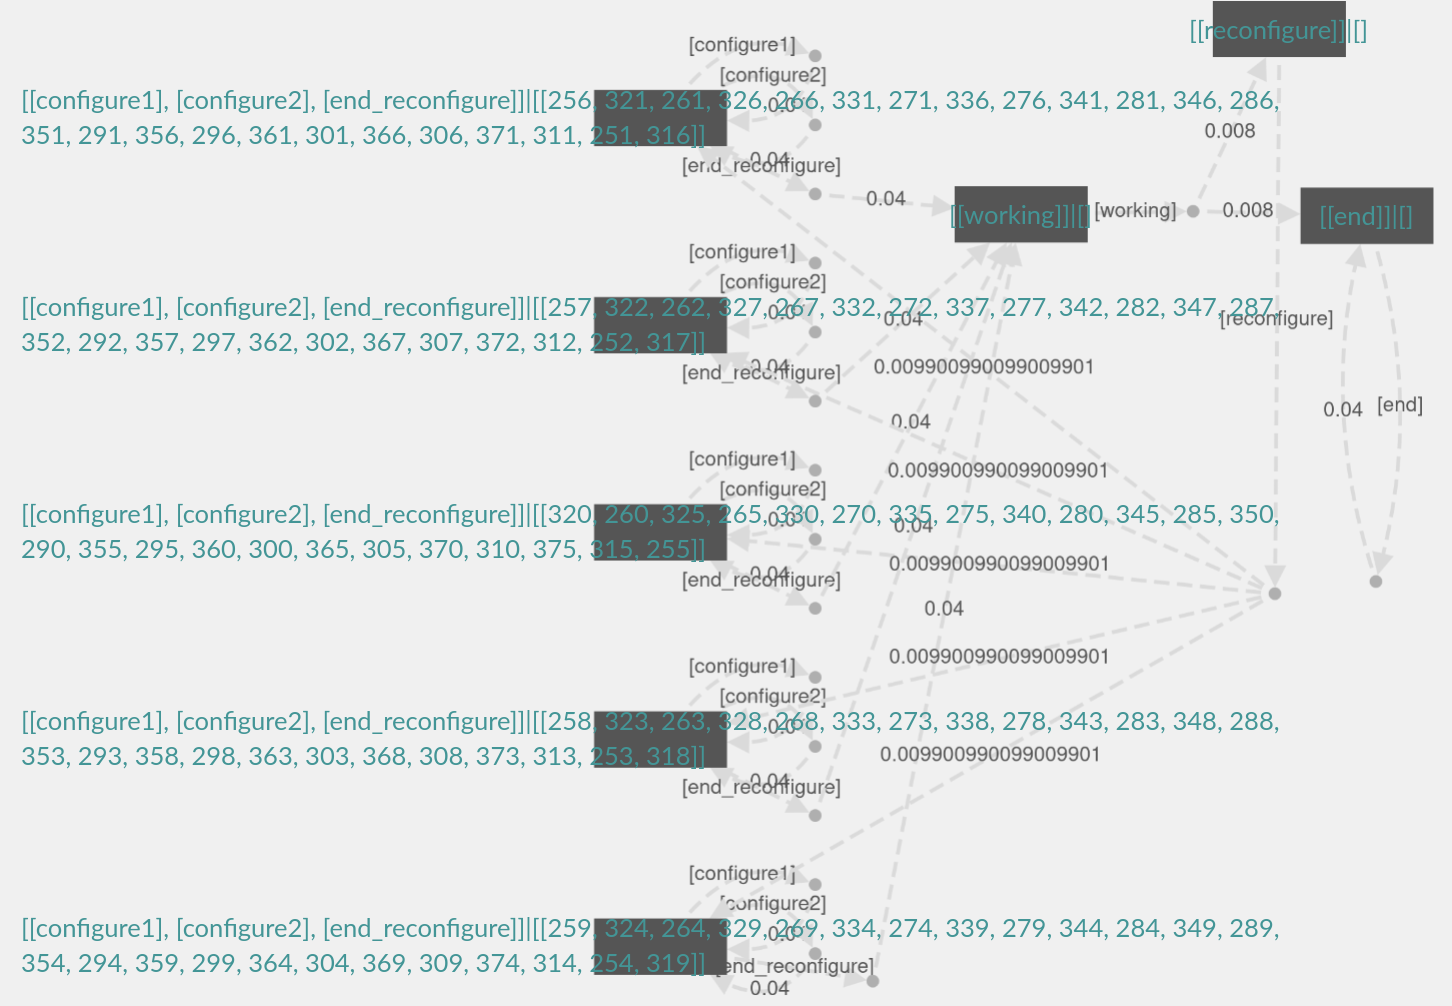 [[reconfigure]]|[]
[configure1]
[configure2]
[[configure1], [configure2], [end_reconfigure]]|[[256, 321, 261, 326, 266, 331, 271, 336, 276, 341, 281, 346, 286,
351, 291, 356, 296, 361, 301, 366, 306, 371, 311, 251, 316]]
0.008
0.04
[end_reconfigure]
0.04
[[working]]|[]
[working]
0.008
[[end]]|[]
[configure1]
[configure2]
[[configure1], [configure2], [end_reconfigure]]|[[257, 322, 262, 327, 267, 332, 272, 337, 277, 342, 282, 347, 287,
0.04
[reconfigure]
352, 292, 357, 297, 362, 302, 367, 307, 372, 312, 252, 317]]
0.04
[end_reconfigure]
0.009900990099009901
0.04
[end]
0.04
[configure1]
0.009900990099009901
[configure2]
[[configure1], [configure2], [end_reconfigure]]|[[320, 260, 325, 265, 330, 270, 335, 275, 340, 280, 345, 285, 350,
0.04
290, 355, 295, 360, 300, 365, 305, 370, 310, 375, 315, 255]]
0.009900990099009901
0.04
[end_reconfigure]
0.04
0.009900990099009901
[configure1]
[configure2]
[[configure1], [configure2], [end_reconfigure]]|[[258, 323, 263, 328, 268, 333, 273, 338, 278, 343, 283, 348, 288,
353, 293, 358, 298, 363, 303, 368, 308, 373, 313, 253, 318]]
0.009900990099009901
0.04
[end_reconfigure]
[configure1]
[configure2]
[[configure1], [configure2], [end_reconfigure]]|[[259, 324, 264, 329, 269, 334, 274, 339, 279, 344, 284, 349, 289,
354, 294, 359, 299, 364, 304, 369, 309, 374, 314, 254, 319]]
[end_reconfigure]
0.04